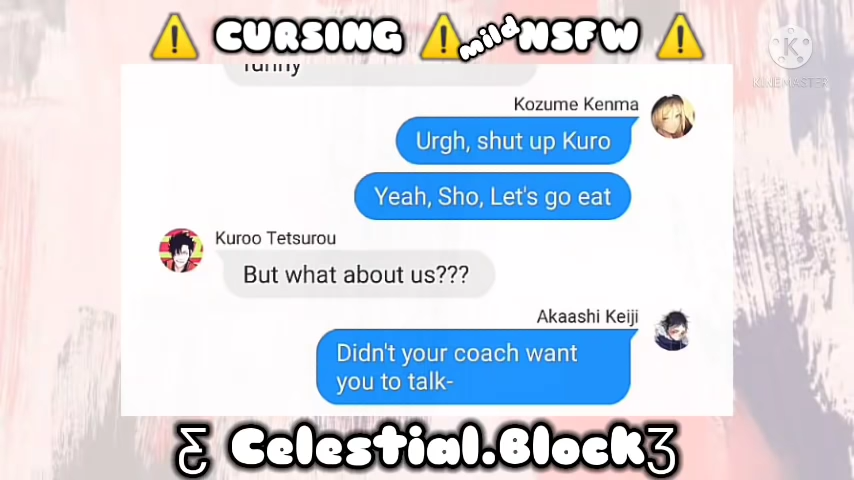 ⚠️ CURSING ⚠️ mild NSFW ⚠️
K
KINEMASTER
funny
Kozume Kenma
Urgh, shut up Kuro
Yeah, Sho, Let's go eat
Kuroo Tetsurou
But what about us???
Akaashi Keiji
Didn't your coach want
you to talk-
Ƹ Celestial.Block Ʒ